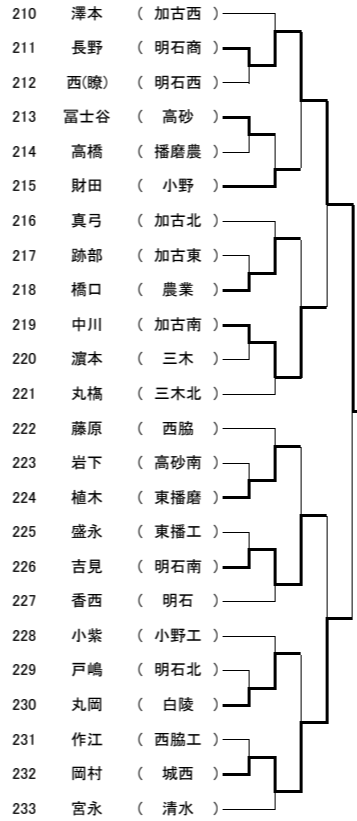 210 澤本 （ 加古西 ）
211 長野 （ 明石商 ）
212 西(瞭) （ 明石西 ）
213 冨士谷 （ 高砂 ）
214 高橋 （ 播磨農 ）
215 財田 （ 小野 ）
216 真弓 （ 加古北 ）
217 跡部 （ 加古東 ）
218 橋口 （ 農業 ）
219 中川 （ 加古南 ）
220 濵本 （ 三木 ）
221 丸橋 （ 三木北 ）
222 藤原 （ 西脇 ）
223 岩下 （ 高砂南 ）
224 植木 （ 東播磨 ）
225 盛永 （ 東播工 ）
226 吉見 （ 明石南 ）
227 香西 （ 明石 ）
228 小紫 （ 小野工 ）
229 戸嶋 （ 明石北 ）
230 丸岡 （ 白陵 ）
231 作江 （ 西脇工 ）
232 岡村 （ 城西 ）
233 宮永 （ 清水 ）